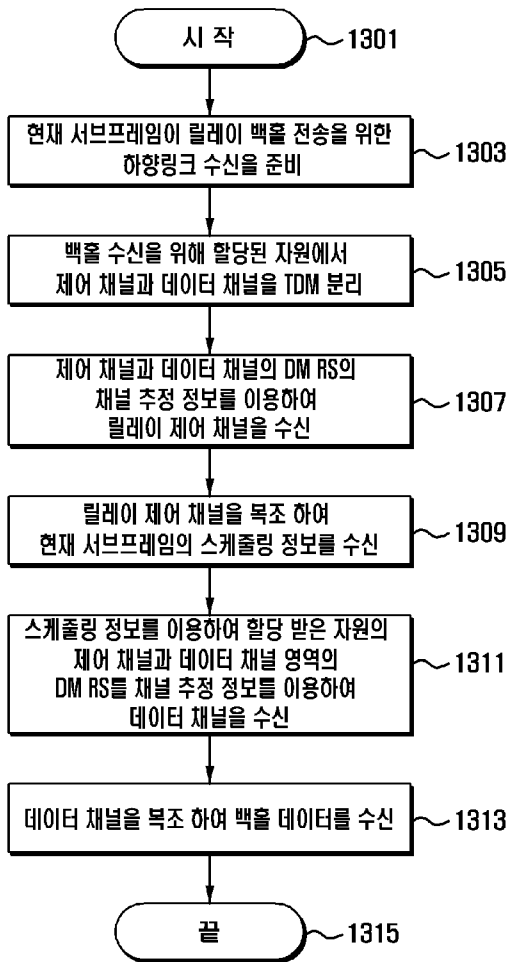 시 작
1301
현재 서브프레임이 릴레이 백홀 전송을 위한
하향링크 수신을 준비
1303
백홀 수신을 위해 할당된 자원에서
제어 채널과 데이터 채널을 TDM 분리
1305
제어 채널과 데이터 채널의 DM RS의
채널 추정 정보를 이용하여
릴레이 제어 채널을 수신
1307
릴레이 제어 채널을 복조 하여
현재 서브프레임의 스케줄링 정보를 수신
1309
스케줄링 정보를 이용하여 할당 받은 자원의
제어 채널과 데이터 채널 영역의
DM RS를 채널 추정 정보를 이용하여
데이터 채널을 수신
1311
데이터 채널을 복조 하여 백홀 데이터를 수신
1313
끝
1315